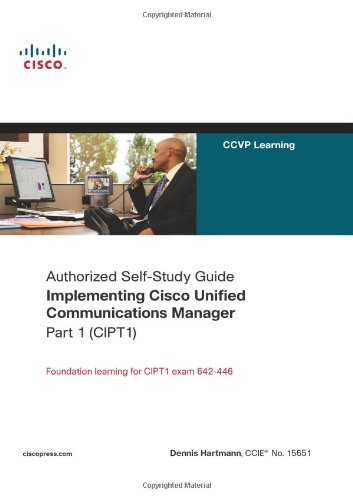 Copyrighted Material
CISCO.
CCVP Learning
Authorized Self-Study Guide
Implementing Cisco Unified
Communications Manager
Part 1 (CIPT1)
Foundation learning for CIPT1 exam 642-446
ciscopress.com
Dennis Hartmann, CCIE® No. 15651
Copyrighted Material